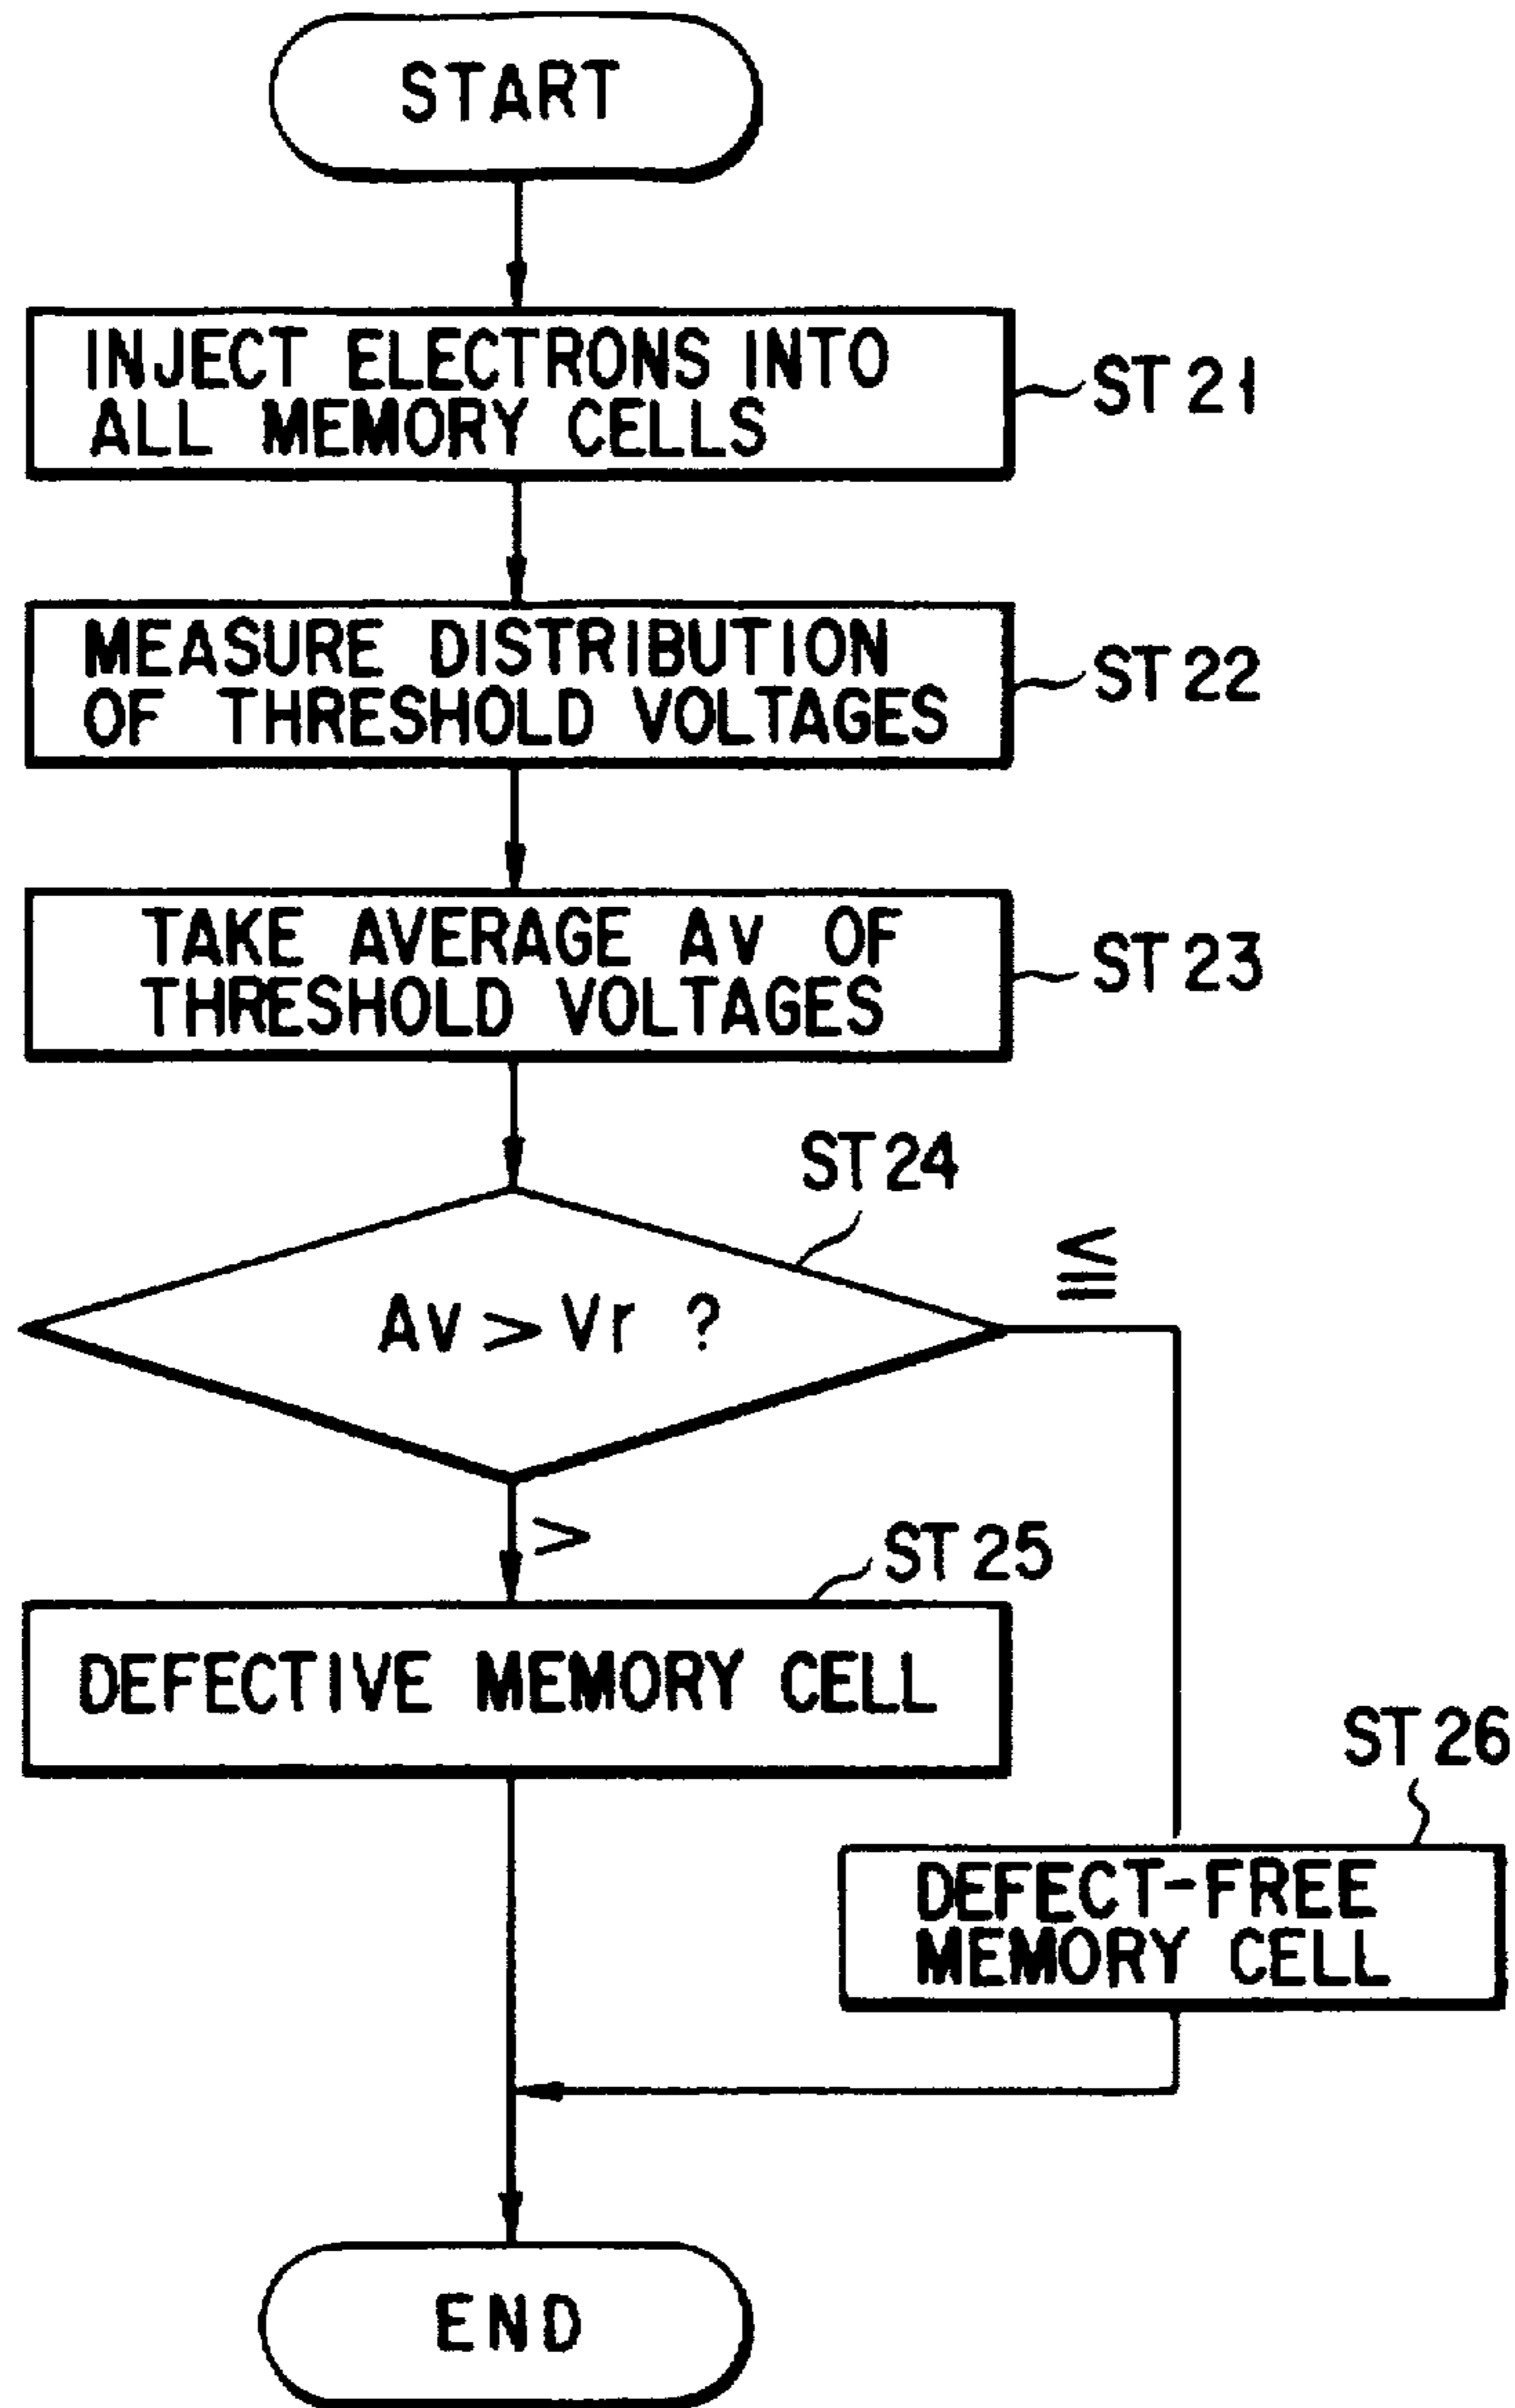 START
INJECT ELECTRONS INTO
ALL MEMORY CELLS
ST21
MEASURE DISTRIBUTION
OF THRESHOLD VOLTAGES
ST22
TAKE AVERAGE AV OF
THRESHOLD VOLTAGES
ST23
ST24
≦
Av > Vr ?
>
ST25
DEFECTIVE MEMORY CELL
ST26
DEFECT-FREE
MEMORY CELL
END